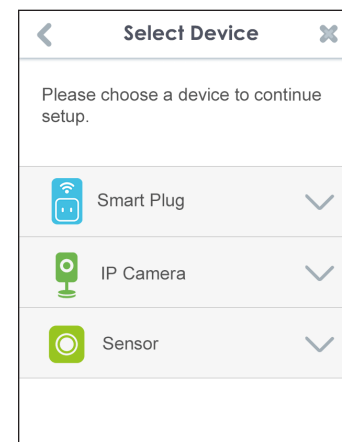 Select Device
Please choose a device to continue
setup.
Smart Plug
IP Camera
Sensor